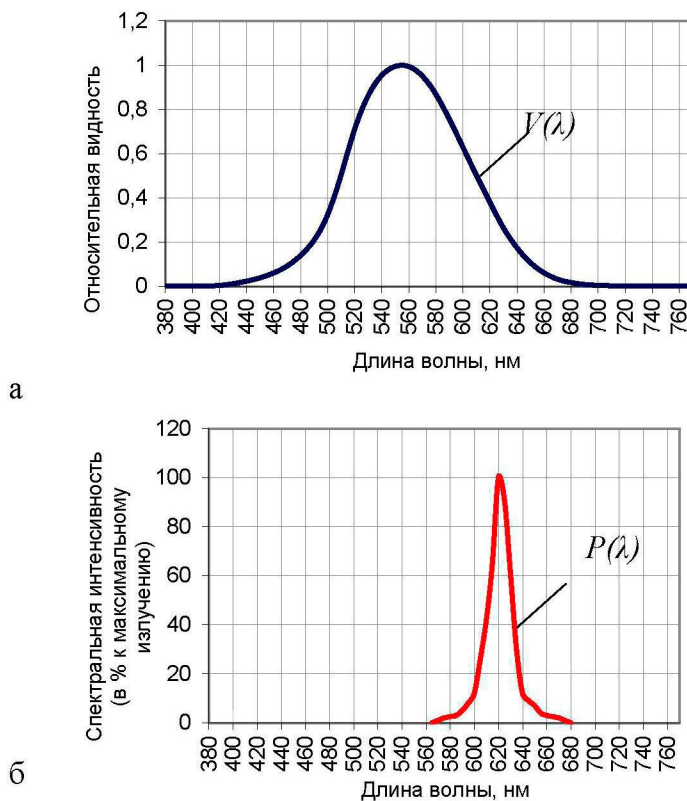 1,2
1
0,8
0,6
0,4
0,2
0
Относительная видность
V(λ)
380 400 420 440 460 480 500 520 540 560 580 600 620 640 660 680 700 720 740 760
Длина волны, нм
а
120
100
80
60
40
20
0
Спектральная интенсивность
(в % к максимальному
излучению)
P(λ)
380 400 420 440 460 480 500 520 540 560 580 600 620 640 660 680 700 720 740 760
Длина волны, нм
б